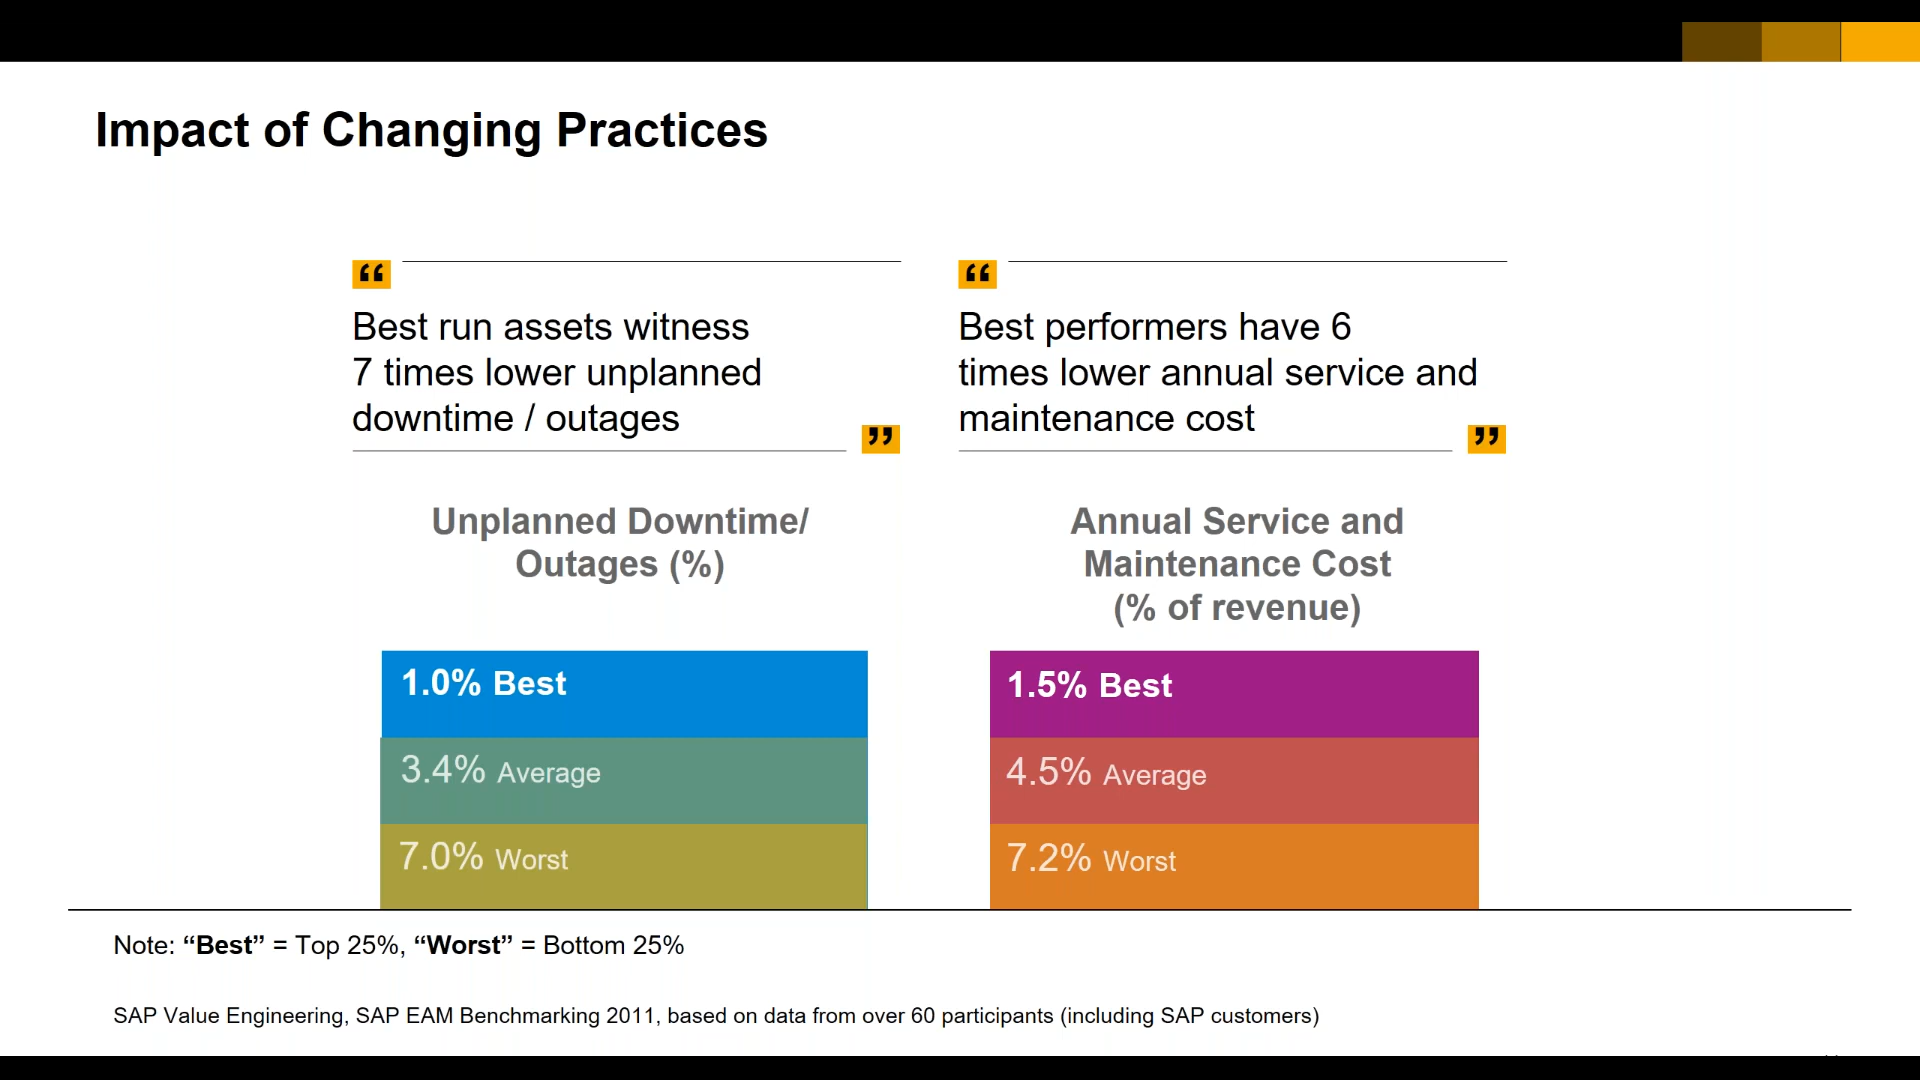 Impact of Changing Practices
“
Best run assets witness
7 times lower unplanned
downtime / outages
”
“
Best performers have 6
times lower annual service and
maintenance cost
”
Unplanned Downtime/
Outages (%)
1.0% Best
3.4% Average
7.0% Worst
Annual Service and
Maintenance Cost
(% of revenue)
1.5% Best
4.5% Average
7.2% Worst
Note: “Best” = Top 25%, “Worst” = Bottom 25%
SAP Value Engineering, SAP EAM Benchmarking 2011, based on data from over 60 participants (including SAP customers)